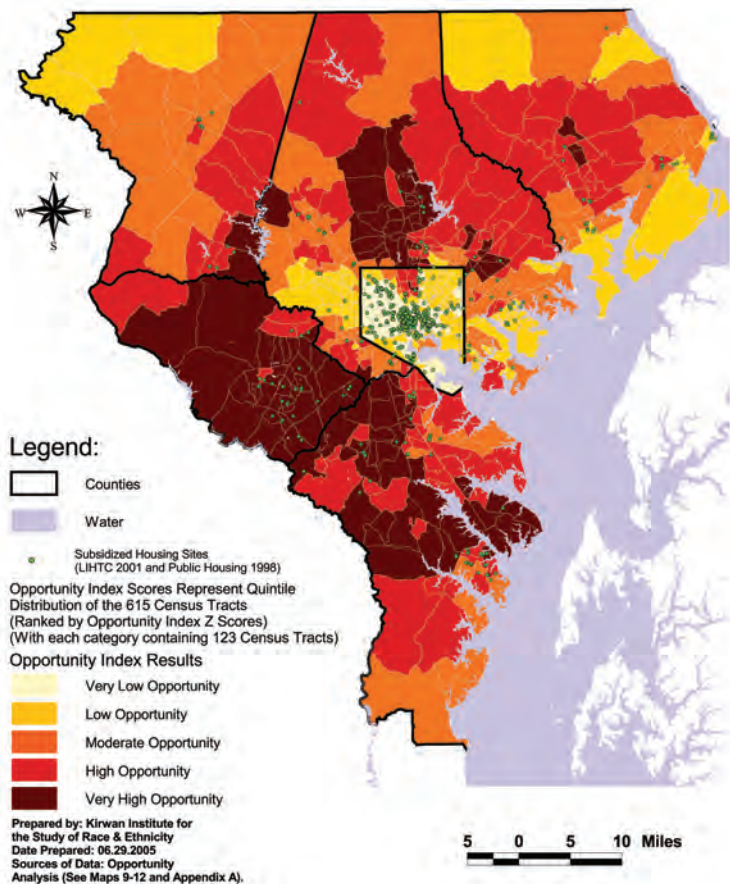 N
W E
S
Legend:
Counties
Water
Subsidized Housing Sites
(LIHTC 2001 and Public Housing 1998)
Opportunity Index Scores Represent Quintile
Distribution of the 615 Census Tracts
(Ranked by Opportunity Index Z Scores)
(With each category containing 123 Census Tracts)
Opportunity Index Results
Very Low Opportunity
Low Opportunity
Moderate Opportunity
High Opportunity
Very High Opportunity
Prepared by: Kirwan Institute for
the Study of Race & Ethnicity
Date Prepared: 06.29.2005
Sources of Data: Opportunity
Analysis (See Maps 9-12 and Appendix A).
5 0 5 10 Miles